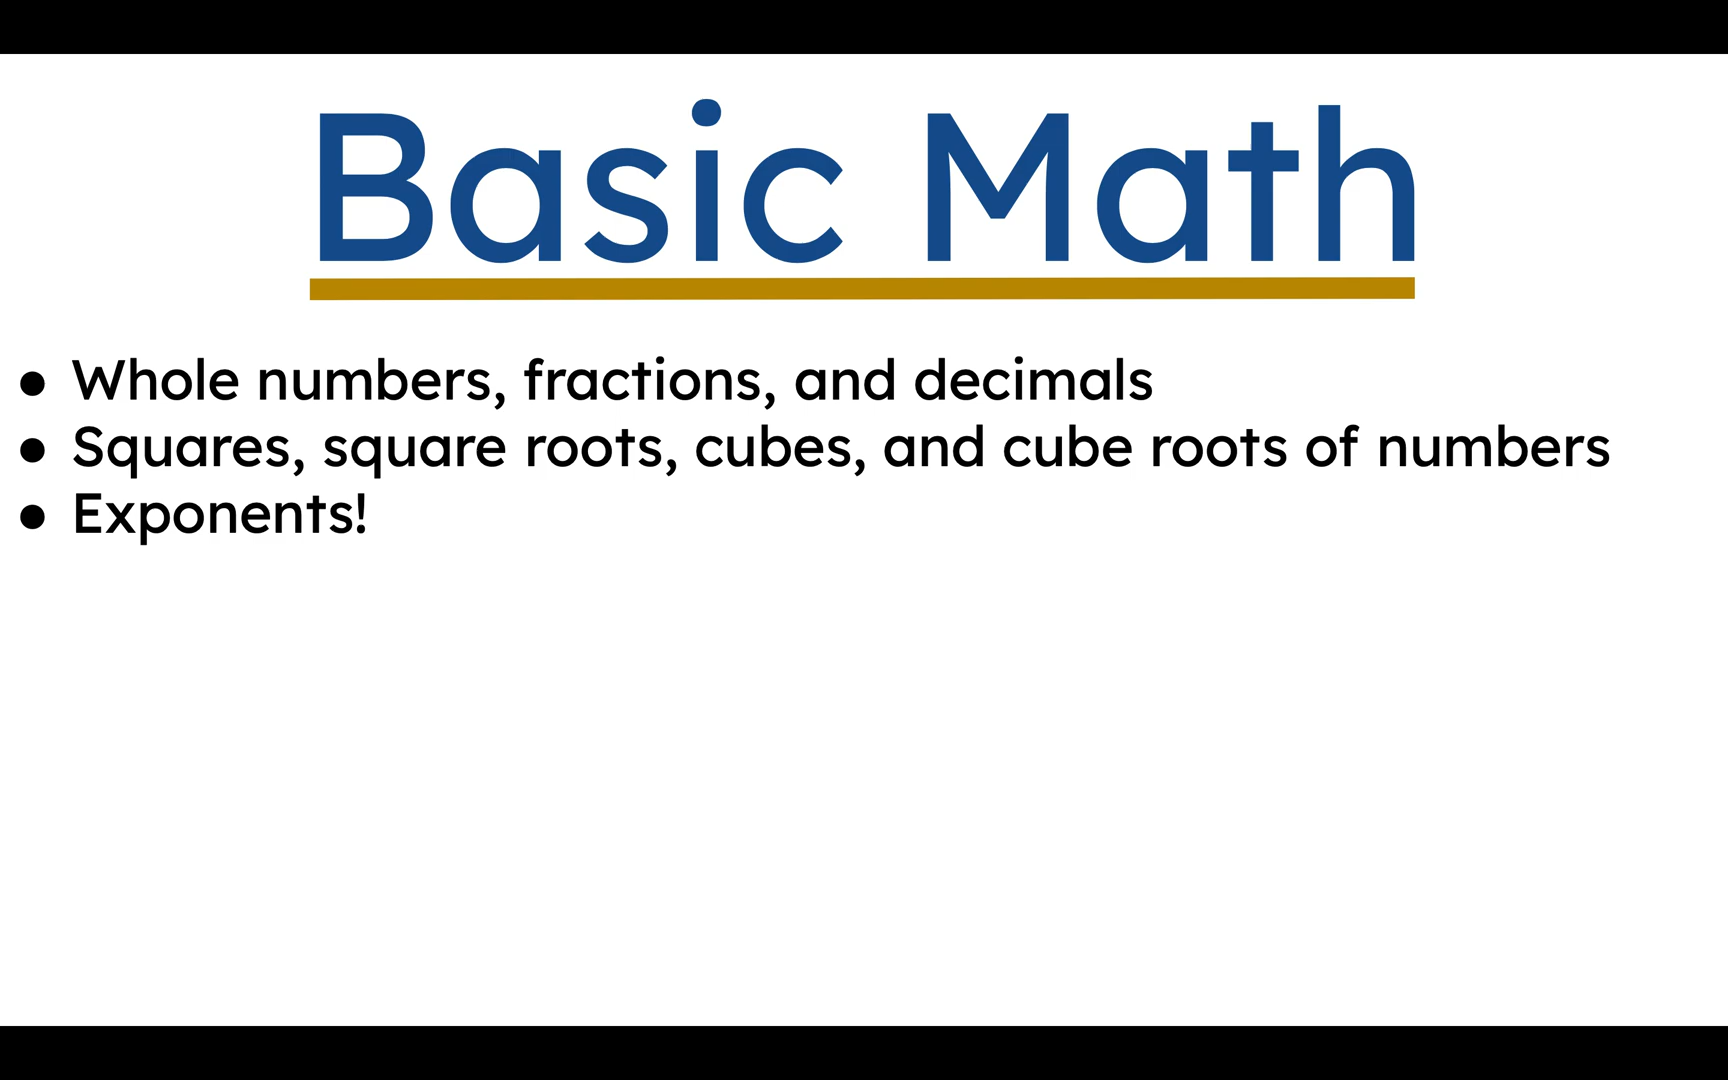 Basic Math
● Whole numbers, fractions, and decimals
● Squares, square roots, cubes, and cube roots of numbers
● Exponents!